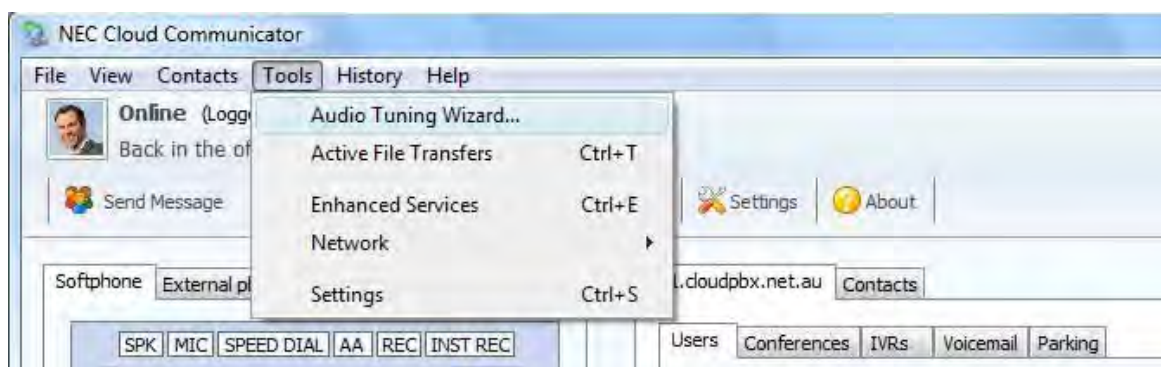 NEC Cloud Communicator
File View Contacts Tools History Help
Online (Logg
Back in the of
Audio Tuning Wizard...
Active File Transfers Ctrl+T
Enhanced Services Ctrl+E
Network
Settings Ctrl+S
Send Message
Settings About
Softphone External pl
SPK MIC SPEED DIAL AA REC INST REC
.cloudpbx.net.au Contacts
Users Conferences IVRs Voicemail Parking